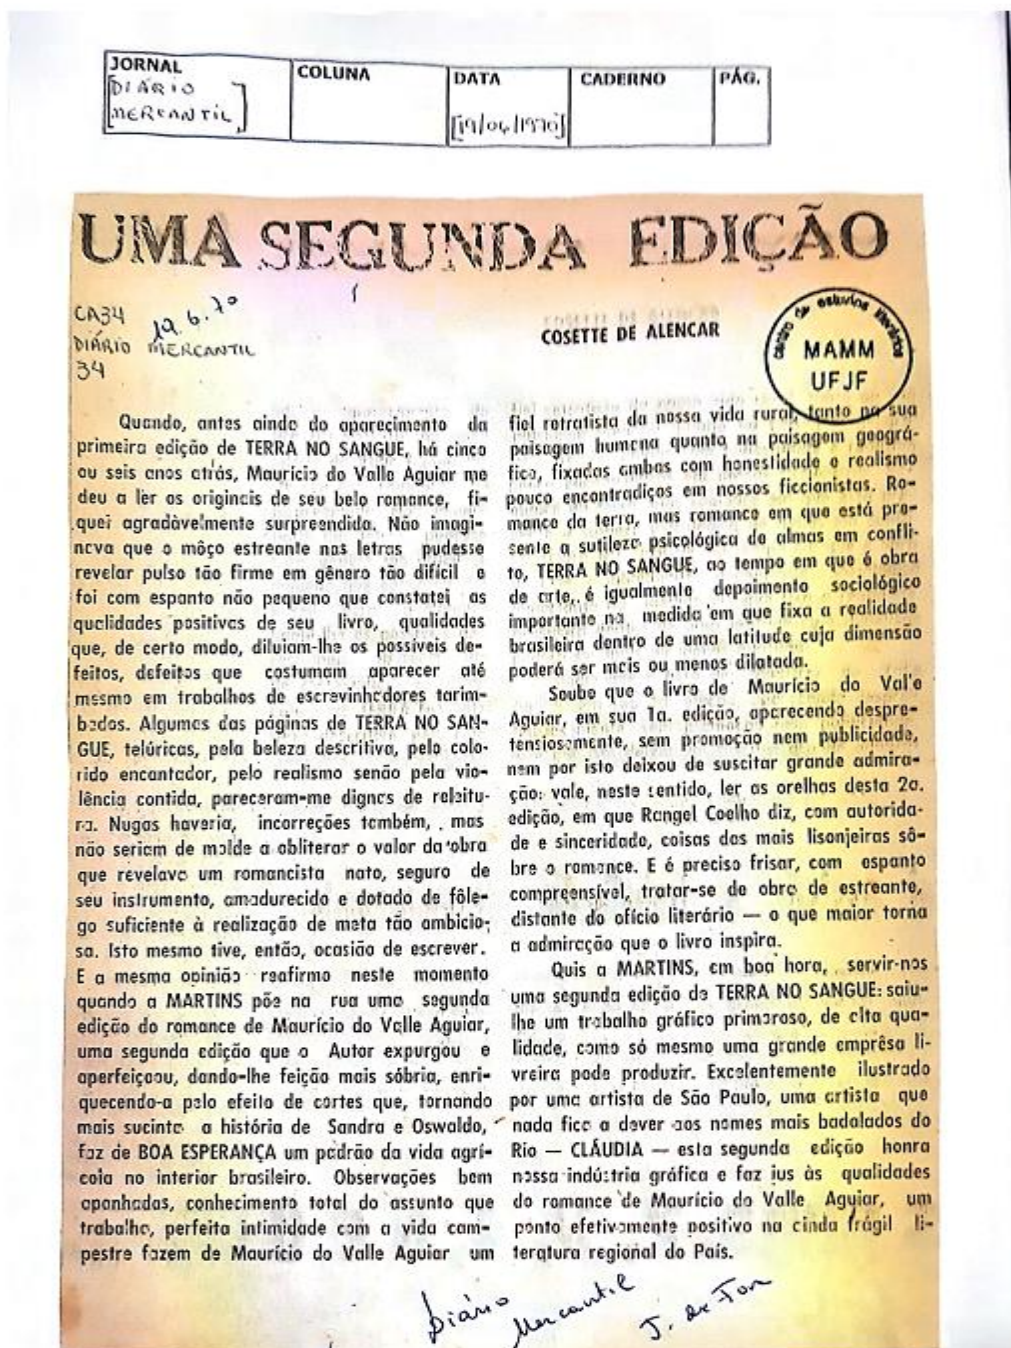 JORNAL
[DIÁRIO
MERCANTIL]
COLUNA
DATA
[19/06/1970]
CADERNO
PÁG.
UMA SEGUNDA EDIÇÃO
CA34
DIÁRIO MERCANTIL
34
19.6.70
COSETTE DE ALENCAR
centro de estudos literários
MAMM
UFJF
Quando, antes ainda do aparecimento da
primeira edição de TERRA NO SANGUE, há cinco
ou seis anos atrás, Maurício do Valle Aguiar me
deu a ler os originais de seu belo romance, fi-
quei agradàvelmente surpreendida. Não imagi-
nava que o môço estreante nas letras pudesse
revelar pulso tão firme em gênero tão difícil e
foi com espanto não pequeno que constatei as
qualidades positivas de seu livro, qualidades
que, de certo modo, diluiam-lhe os possíveis de-
feitos, defeitos que costumam aparecer até
mesmo em trabalhos de escrevinhadores tarim-
bados. Algumas das páginas de TERRA NO SAN-
GUE, telúricas, pela beleza descritiva, pelo colo-
rido encantador, pelo realismo senão pela vio-
lência contida, pareceram-me dignas de releitu-
ra. Nugas haveria, incorreções também, mas
não seriam de molde a obliterar o valor da obra
que revelava um romancista nato, seguro de
seu instrumento, amadurecido e dotado de fôle-
go suficiente à realização de meta tão ambicio-
sa. Isto mesmo tive, então, ocasião de escrever.
E a mesma opinião reafirmo neste momento
quando a MARTINS põe na rua uma segunda
edição do romance de Maurício do Valle Aguiar,
uma segunda edição que o Autor expurgou e
aperfeiçoou, dando-lhe feição mais sóbria, enri-
quecendo-a pelo efeito de cortes que, tornando
mais sucinta a história de Sandra e Oswaldo,
faz de BOA ESPERANÇA um padrão da vida agrí-
cola no interior brasileiro. Observações bem
apanhadas, conhecimento total do assunto que
trabalho, perfeita intimidade com a vida cam-
pestre fazem de Maurício do Valle Aguiar um
fiel retratista da nossa vida rural, tanto na sua
paisagem humana quanto na paisagem geográ-
fica, fixadas ambas com honestidade e realismo
pouco encontradiços em nossos ficcionistas. Ro-
mance da terra, mas romance em que está pre-
sente a sutileza psicológica de almas em confli-
to, TERRA NO SANGUE, ao tempo em que é obra
de arte, é igualmente depoimento sociológico
importante na medida em que fixa a realidade
brasileira dentro de uma latitude cuja dimensão
poderá ser mais ou menos dilatada.
Soube que o livro de Maurício do Valle
Aguiar, em sua 1a. edição, aparecendo despre-
tensiosamente, sem promoção nem publicidade,
nem por isto deixou de suscitar grande admira-
ção: vale, neste sentido, ler as orelhas desta 2a.
edição, em que Rangel Coelho diz, com autorida-
de e sinceridade, coisas das mais lisonjeiras sô-
bre o romance. E é preciso frisar, com espanto
compreensível, tratar-se de obra de estreante,
distante do ofício literário — o que maior torna
a admiração que o livro inspira.
Quis a MARTINS, em boa hora, servir-nos
uma segunda edição de TERRA NO SANGUE: saiu-
lhe um trabalho gráfico primoroso, de alta qua-
lidade, como só mesmo uma grande emprêsa li-
vreira pode produzir. Excelentemente ilustrado
por uma artista de São Paulo, uma artista que
nada fica a dever aos nomes mais badalados do
Rio — CLÁUDIA — esta segunda edição honra
nossa indústria gráfica e faz jus às qualidades
do romance de Maurício do Valle Aguiar, um
ponto efetivamente positivo na ainda frágil li-
teratura regional do País.
Diário
Mercantil
J. de Fora